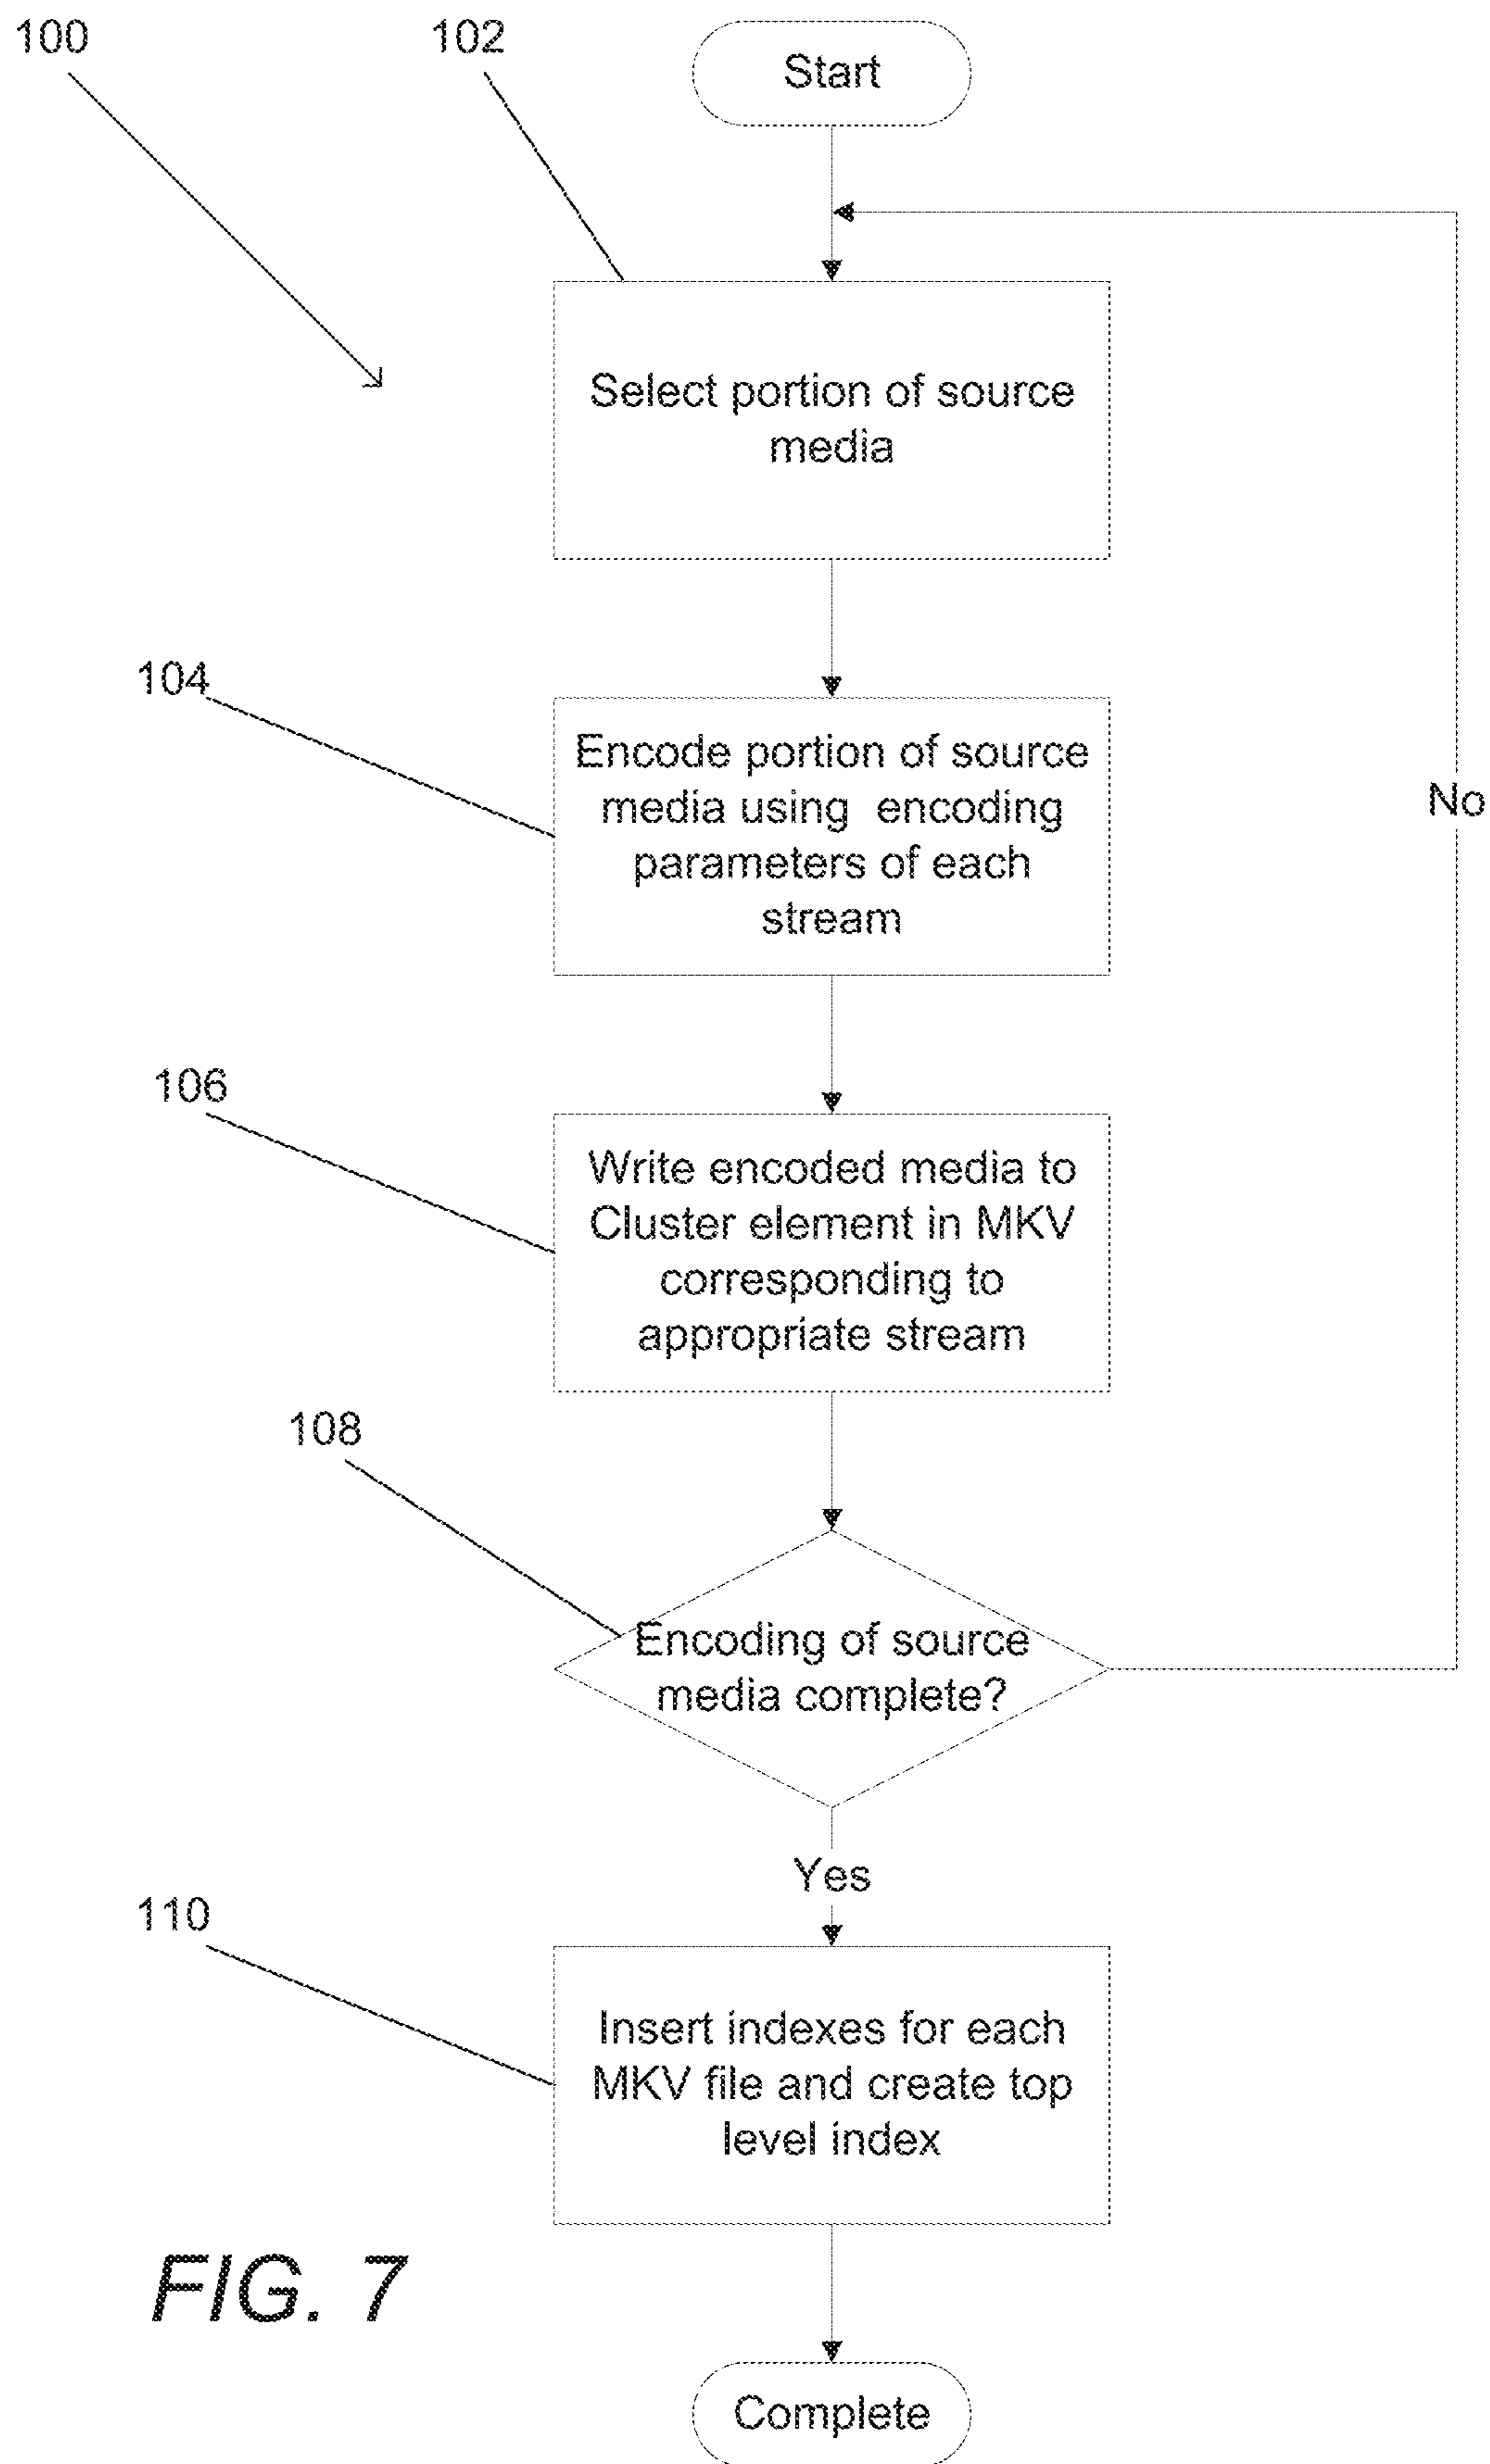 100
102
Start
Select portion of source
media
104
Encode portion of source
media using encoding
parameters of each
stream
No
106
Write encoded media to
Cluster element in MKV
corresponding to
appropriate stream
108
Encoding of source
media complete?
Yes
110
Insert indexes for each
MKV file and create top
level index
FIG. 7
Complete